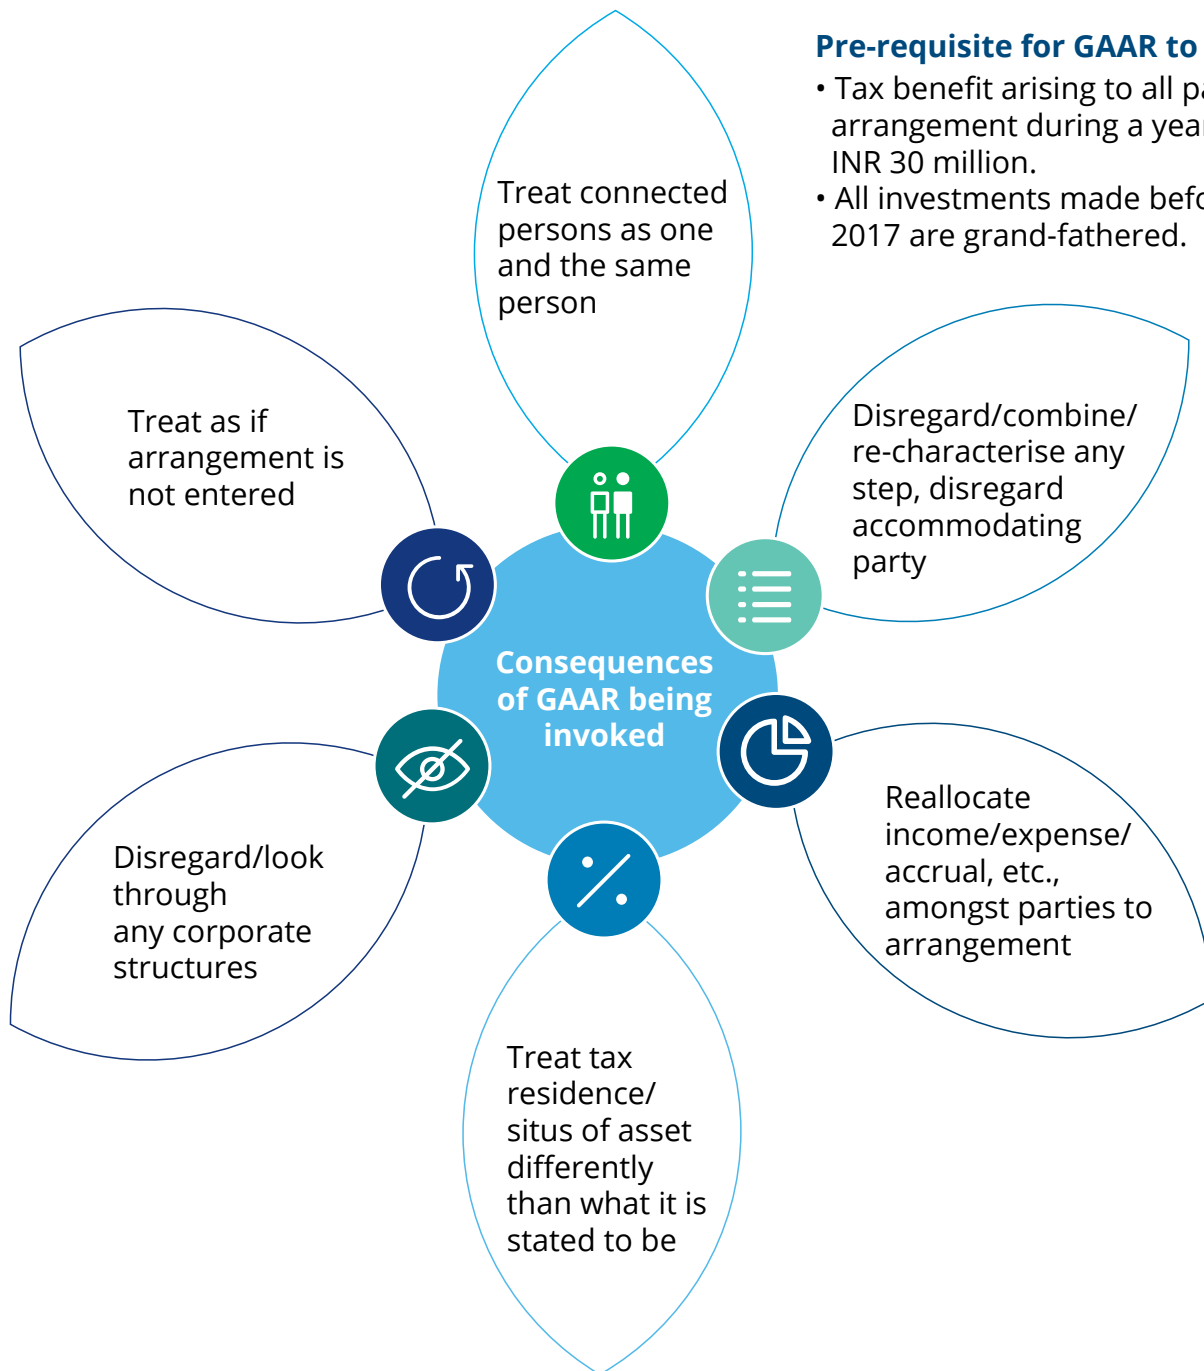 Pre-requisite for GAAR to
• Tax benefit arising to all
arrangement during a year
INR 30 million.
• All investments made
2017 are grand-fathered.
Treat connected
persons as one
and the same
person
Treat as if
arrangement is
not entered
Disregard/combine/
re-characterise any
step, disregard
accommodating
party
Consequences
of GAAR being
invoked
Disregard/look
through
any corporate
structures
Reallocate
income/expense/
accrual, etc.,
amongst parties to
arrangement
Treat tax
residence/
situs of asset
differently
than what it is
stated to be